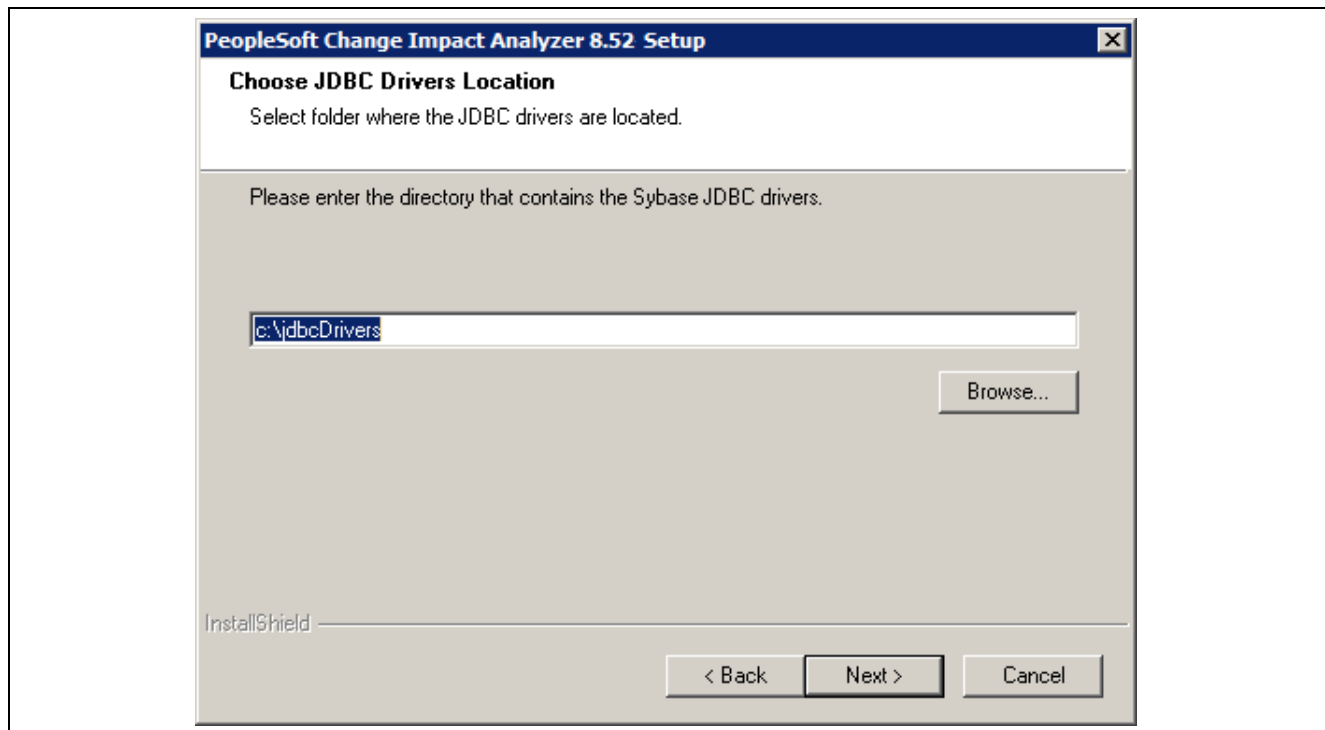 PeopleSoft Change Impact Analyzer 8.52 Setup
Choose JDBC Drivers Location
Select folder where the JDBC drivers are located.
Please enter the directory that contains the Sybase JDBC drivers.
c:\jdbcDrivers
Browse...
InstallShield
< Back
Next >
Cancel